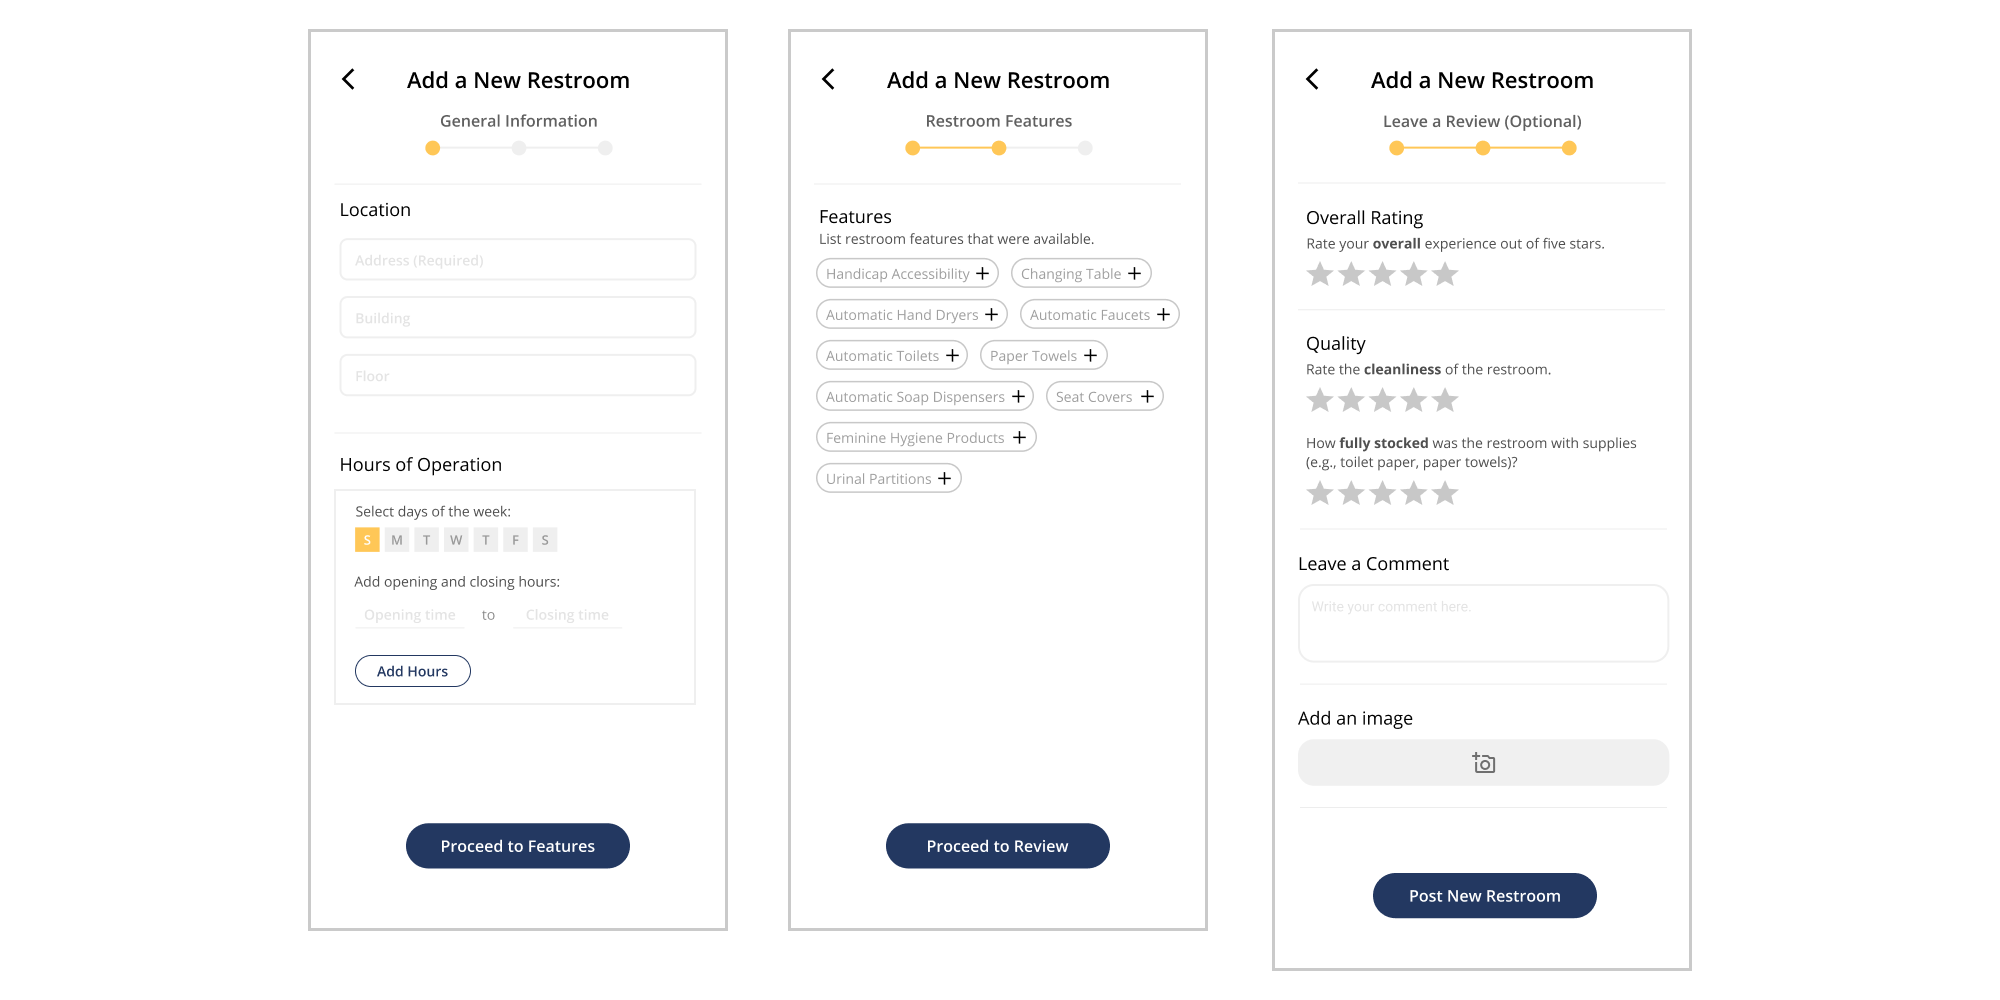 Add a New Restroom
General Information
Location
Address (Required)
Building
Floor
Hours of Operation
Select days of the week:
S M T W T F S
Add opening and closing hours:
Opening time to Closing time
Add Hours
Proceed to Features
Add a New Restroom
Restroom Features
Features
List restroom features that were available.
Handicap Accessibility + Changing Table +
Automatic Hand Dryers + Automatic Faucets +
Automatic Toilets + Paper Towels +
Automatic Soap Dispensers + Seat Covers +
Feminine Hygiene Products +
Urinal Partitions +
Proceed to Review
Add a New Restroom
Leave a Review (Optional)
Overall Rating
Rate your overall experience out of five stars.
Quality
Rate the cleanliness of the restroom.
How fully stocked was the restroom with supplies
(e.g., toilet paper, paper towels)?
Leave a Comment
Write your comment here.
Add an image
Post New Restroom